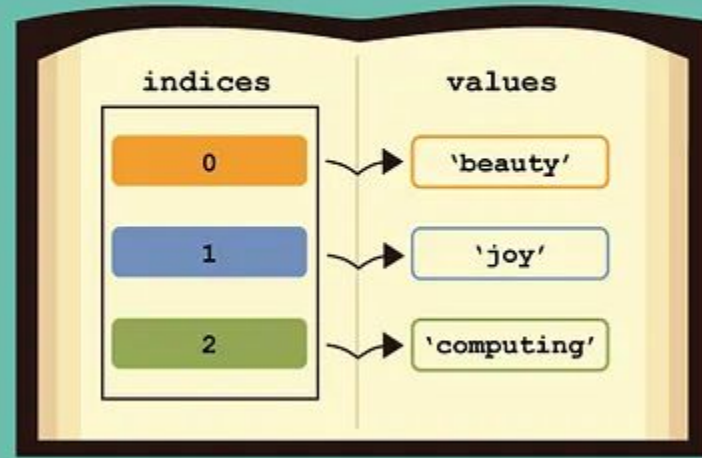 indices values
0 ‘beauty’
1 ‘joy’
2 ‘computing’